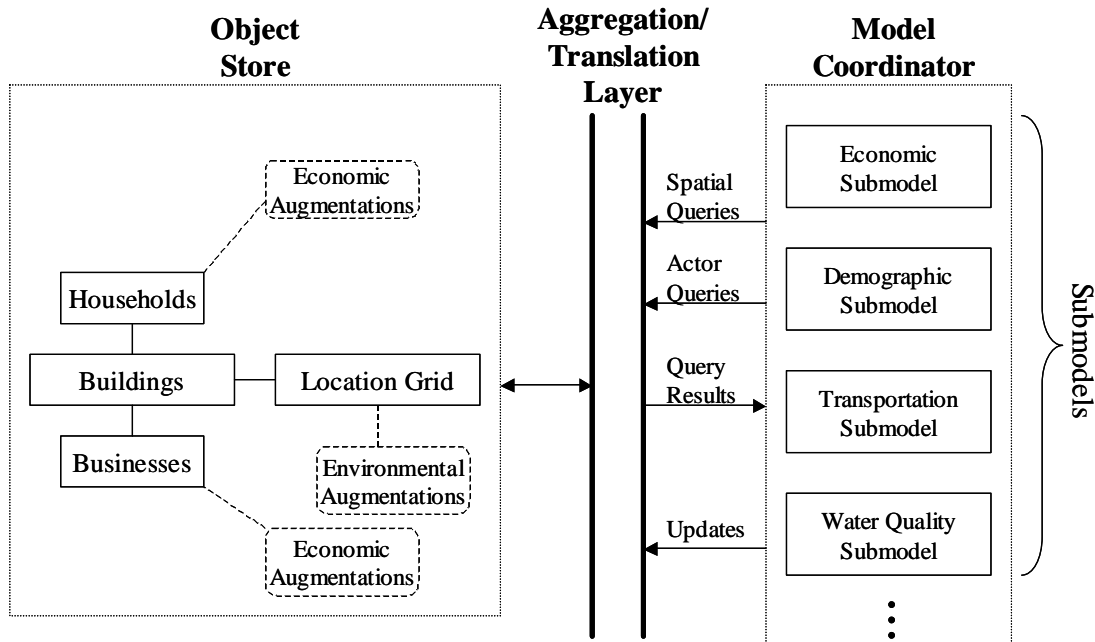 Object
Store
Economic
Augmentations
Households
Buildings
Location Grid
Businesses
Environmental
Augmentations
Economic
Augmentations
Aggregation/
Translation
Layer
Spatial
Queries
Actor
Queries
Query
Results
Updates
Model
Coordinator
Economic
Submodel
Demographic
Submodel
Transportation
Submodel
Water Quality
Submodel
Submodels